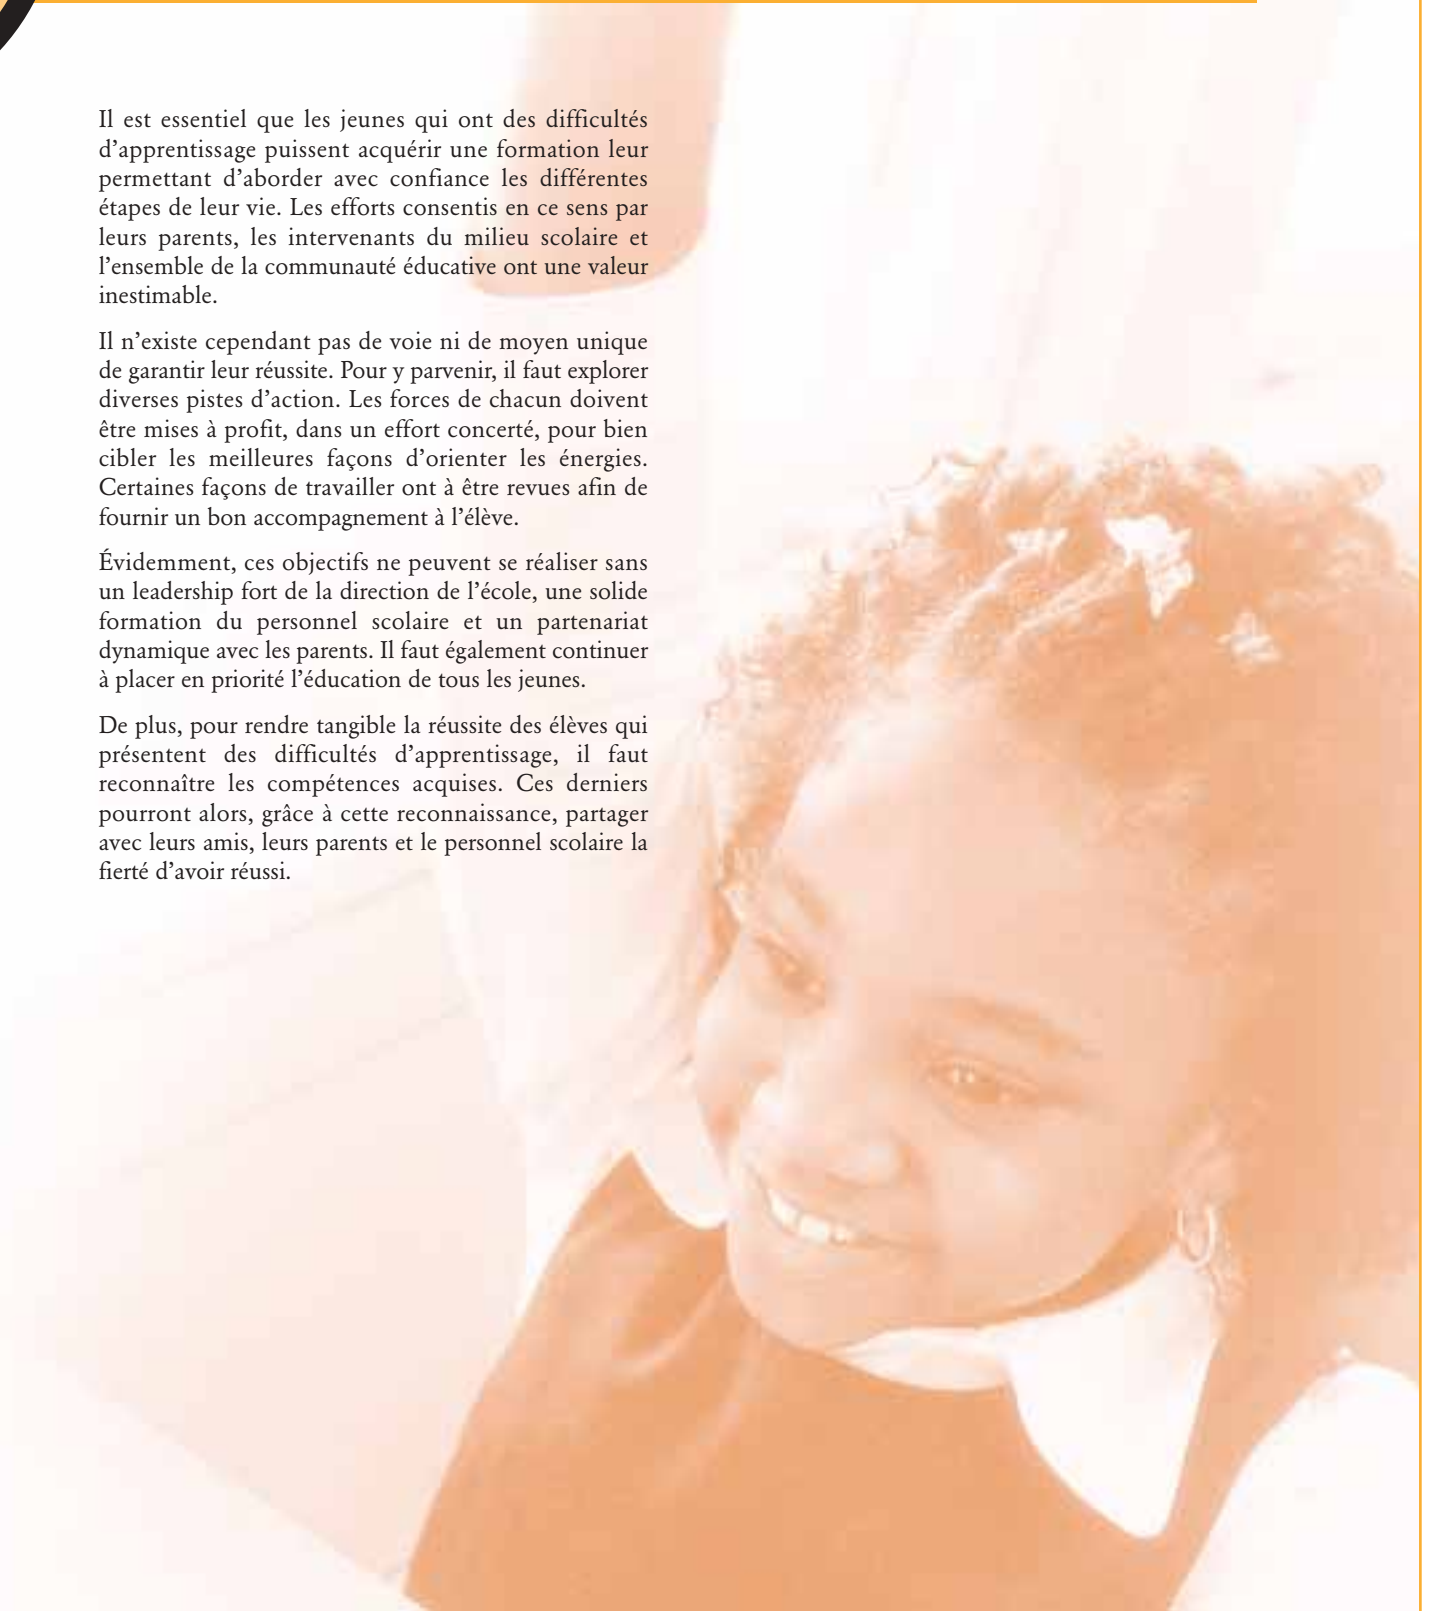 Il est essentiel que les jeunes qui ont des difficultés
d’apprentissage puissent acquérir une formation leur
permettant d’aborder avec confiance les différentes
étapes de leur vie. Les efforts consentis en ce sens par
leurs parents, les intervenants du milieu scolaire et
l’ensemble de la communauté éducative ont une valeur
inestimable.
Il n’existe cependant pas de voie ni de moyen unique
de garantir leur réussite. Pour y parvenir, il faut explorer
diverses pistes d’action. Les forces de chacun doivent
être mises à profit, dans un effort concerté, pour bien
cibler les meilleures façons d’orienter les énergies.
Certaines façons de travailler ont à être revues afin de
fournir un bon accompagnement à l’élève.
Évidemment, ces objectifs ne peuvent se réaliser sans
un leadership fort de la direction de l’école, une solide
formation du personnel scolaire et un partenariat
dynamique avec les parents. Il faut également continuer
à placer en priorité l’éducation de tous les jeunes.
De plus, pour rendre tangible la réussite des élèves qui
présentent des difficultés d’apprentissage, il faut
reconnaître les compétences acquises. Ces derniers
pourront alors, grâce à cette reconnaissance, partager
avec leurs amis, leurs parents et le personnel scolaire la
fierté d’avoir réussi.